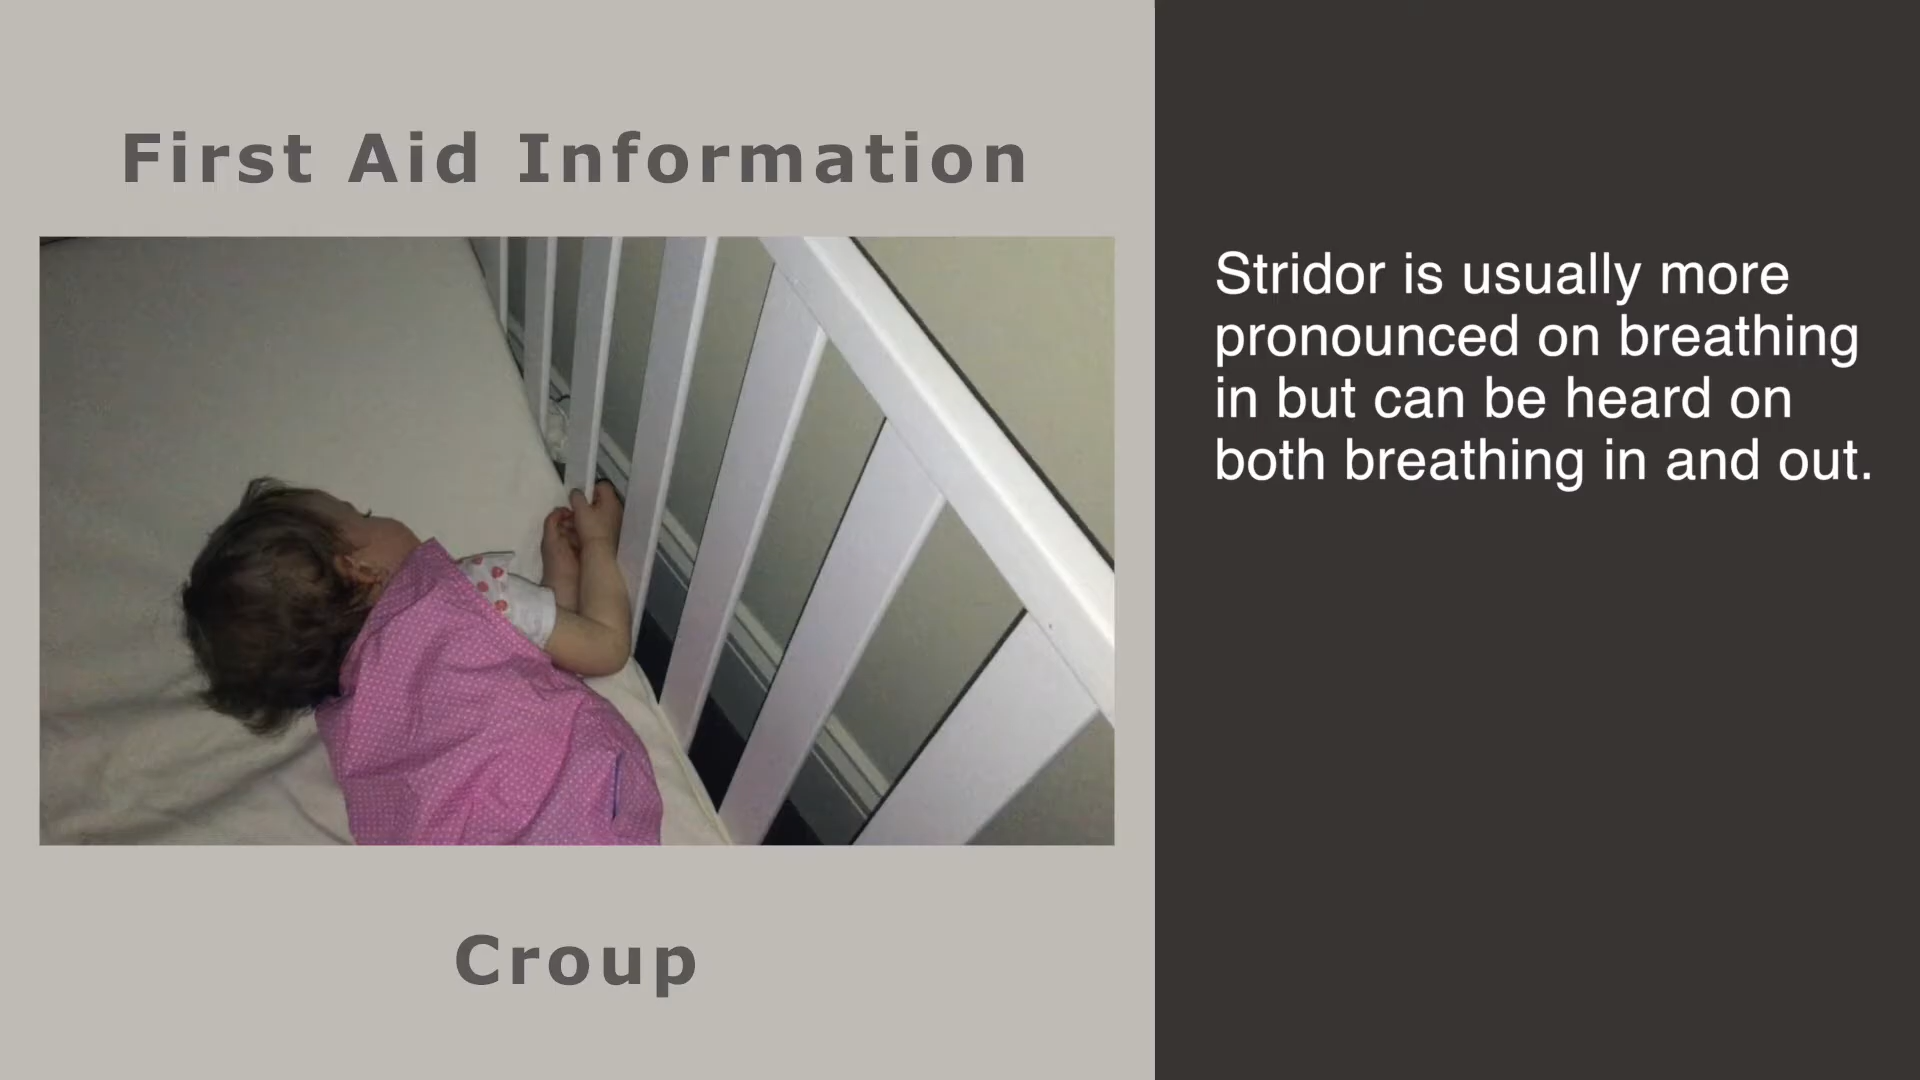 First Aid Information
Stridor is usually more
pronounced on breathing
in but can be heard on
both breathing in and out.
Croup